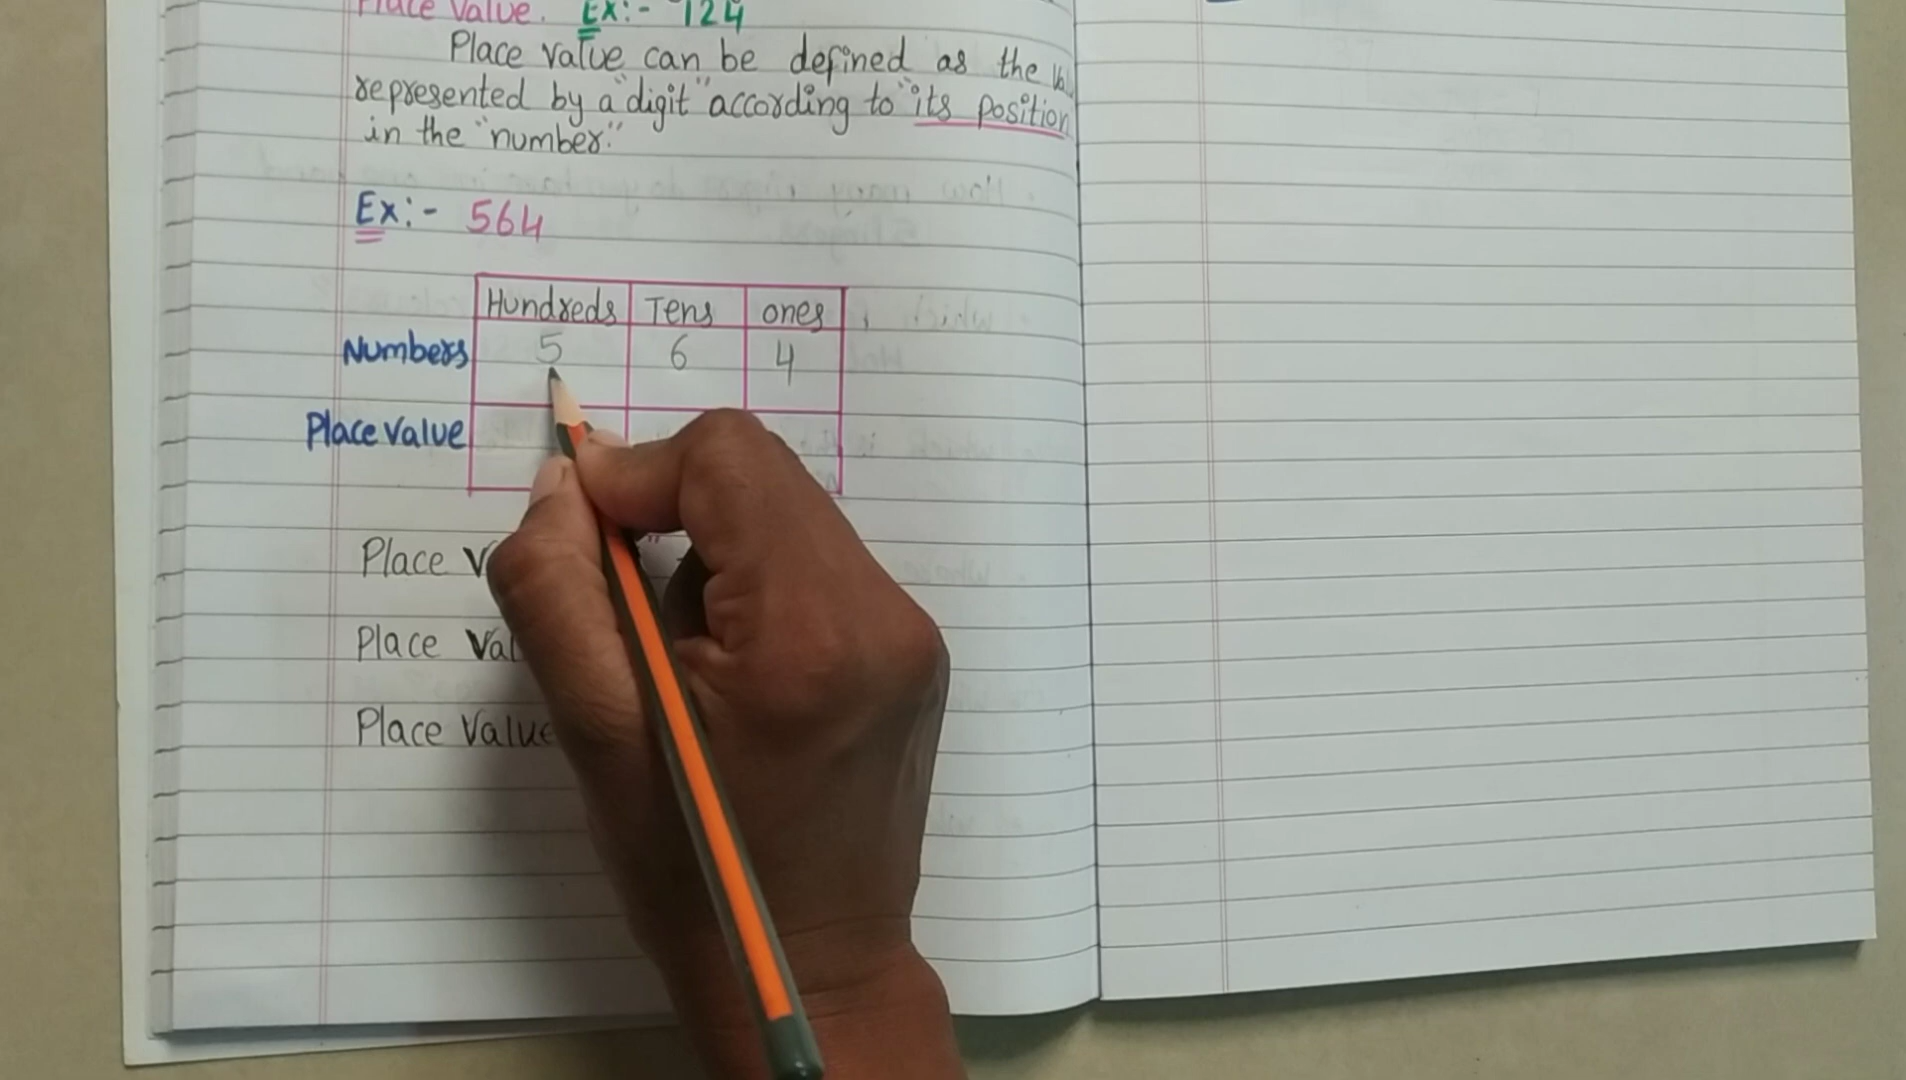 Place Value. Ex:- 124
Place value can be defined as the
represented by a "digit" according to "its position
in the "number."
Ex:- 564
Hundreds Tens ones
Numbers 5 6 4
Place Value
Place
Place
Place Value